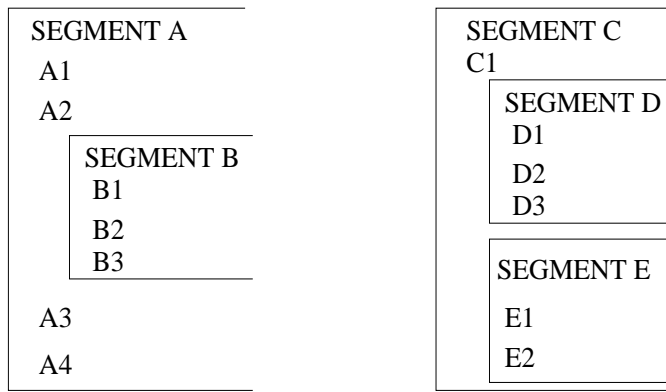 SEGMENT A
A1
A2
SEGMENT B
B1
B2
B3
A3
A4
SEGMENT C
C1
SEGMENT D
D1
D2
D3
SEGMENT E
E1
E2